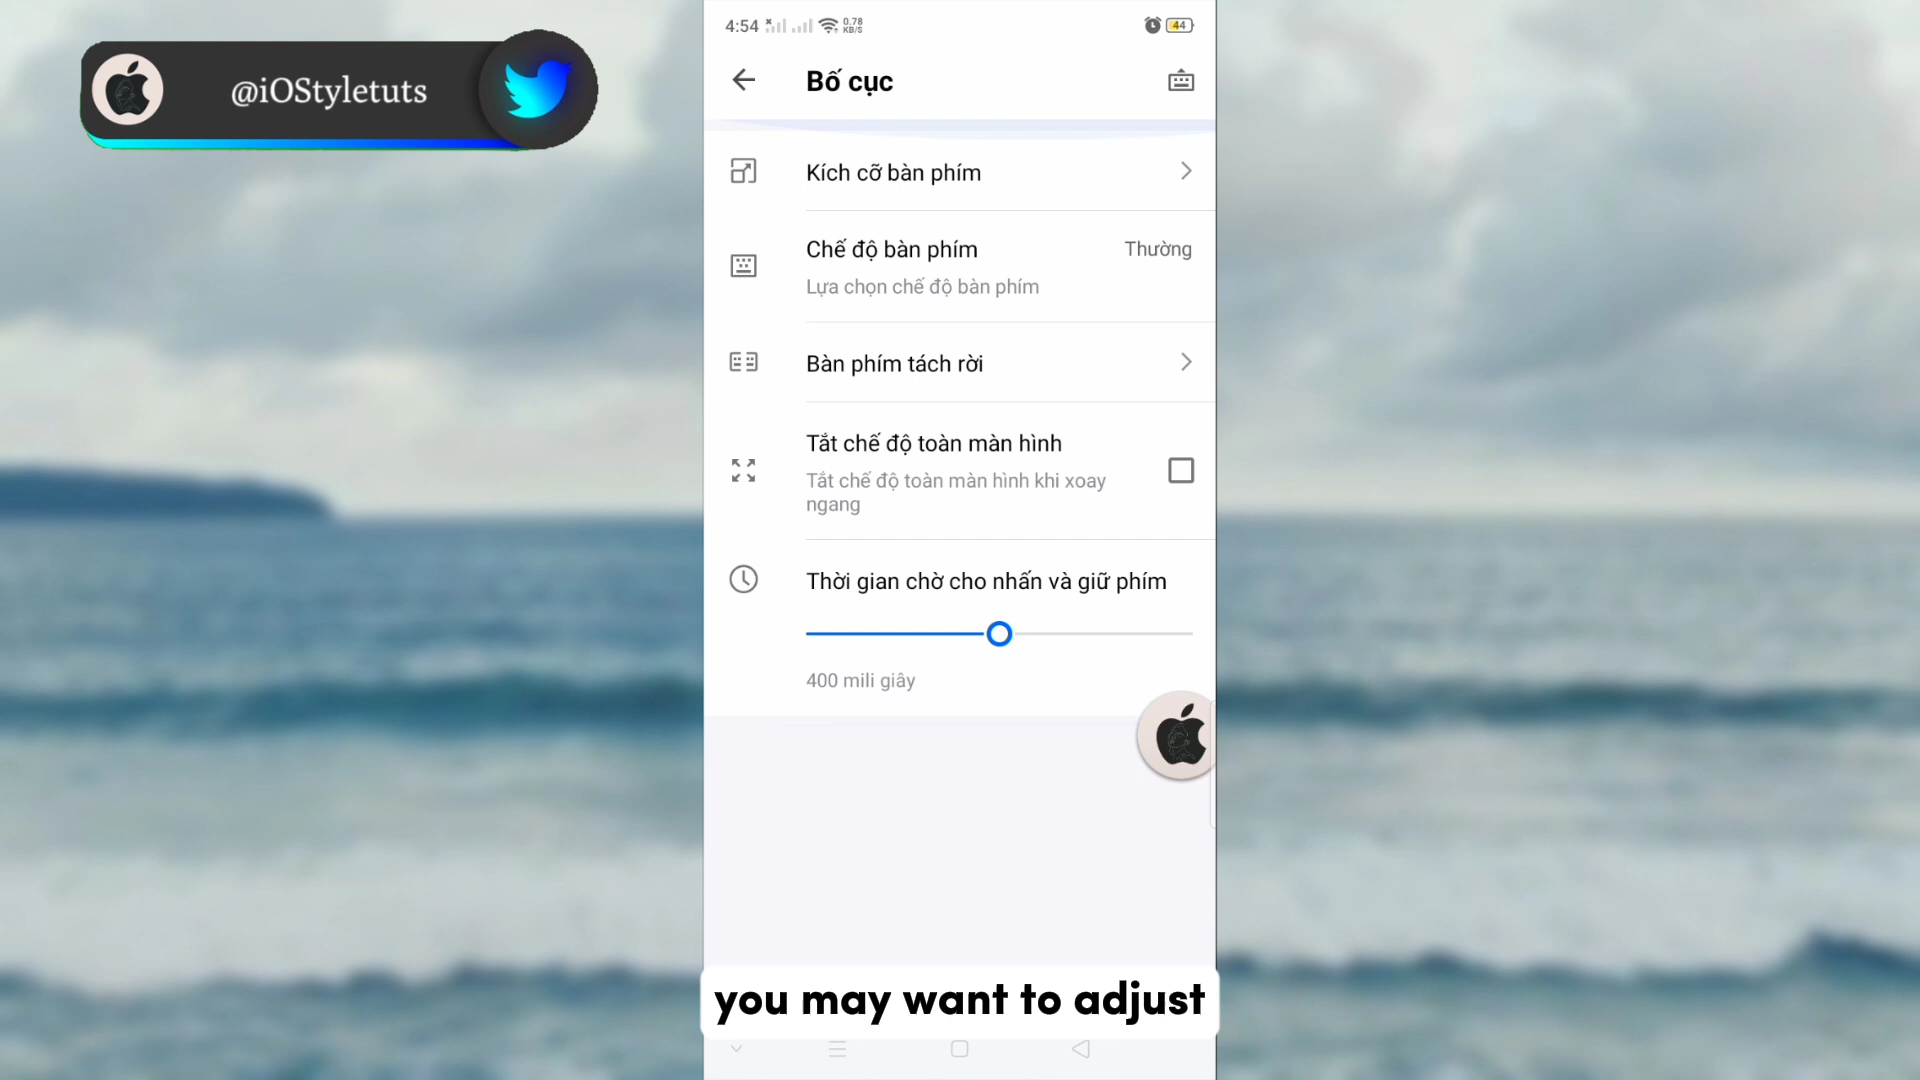 @iOStyletuts
4:54
0.78
KB/S
44
Bố cục
Kích cỡ bàn phím
Chế độ bàn phím
Thường
Lựa chọn chế độ bàn phím
Bàn phím tách rời
Tắt chế độ toàn màn hình
Tắt chế độ toàn màn hình khi xoay
ngang
Thời gian chờ cho nhấn và giữ phím
400 mili giây
you may want to adjust